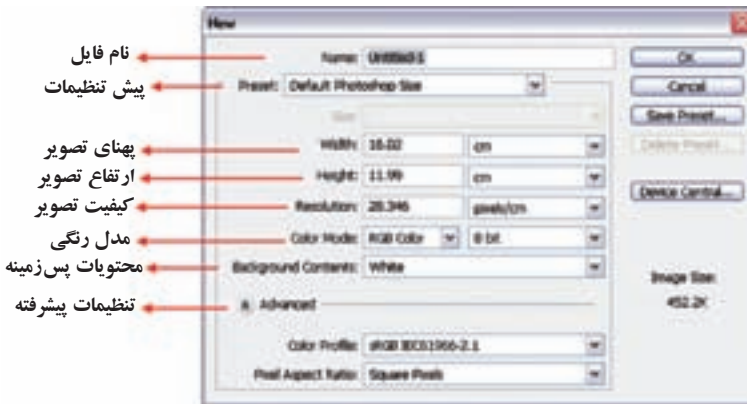 New
نام فایل
Name: Untitled-1
OK
پیش تنظیمات
Preset: Default Photoshop Size
Cancel
Size:
Save Preset...
پهنای تصویر
Width: 16.02 cm
Delete Preset...
ارتفاع تصویر
Height: 11.99 cm
Device Central...
کیفیت تصویر
Resolution: 28.346 pixels/cm
مدل رنگی
Color Mode: RGB Color 8 bit
محتویات پس‌زمینه
Background Contents: White
Image Size:
تنظیمات پیشرفته
Advanced
452.2K
Color Profile: sRGB IEC61966-2.1
Pixel Aspect Ratio: Square Pixels